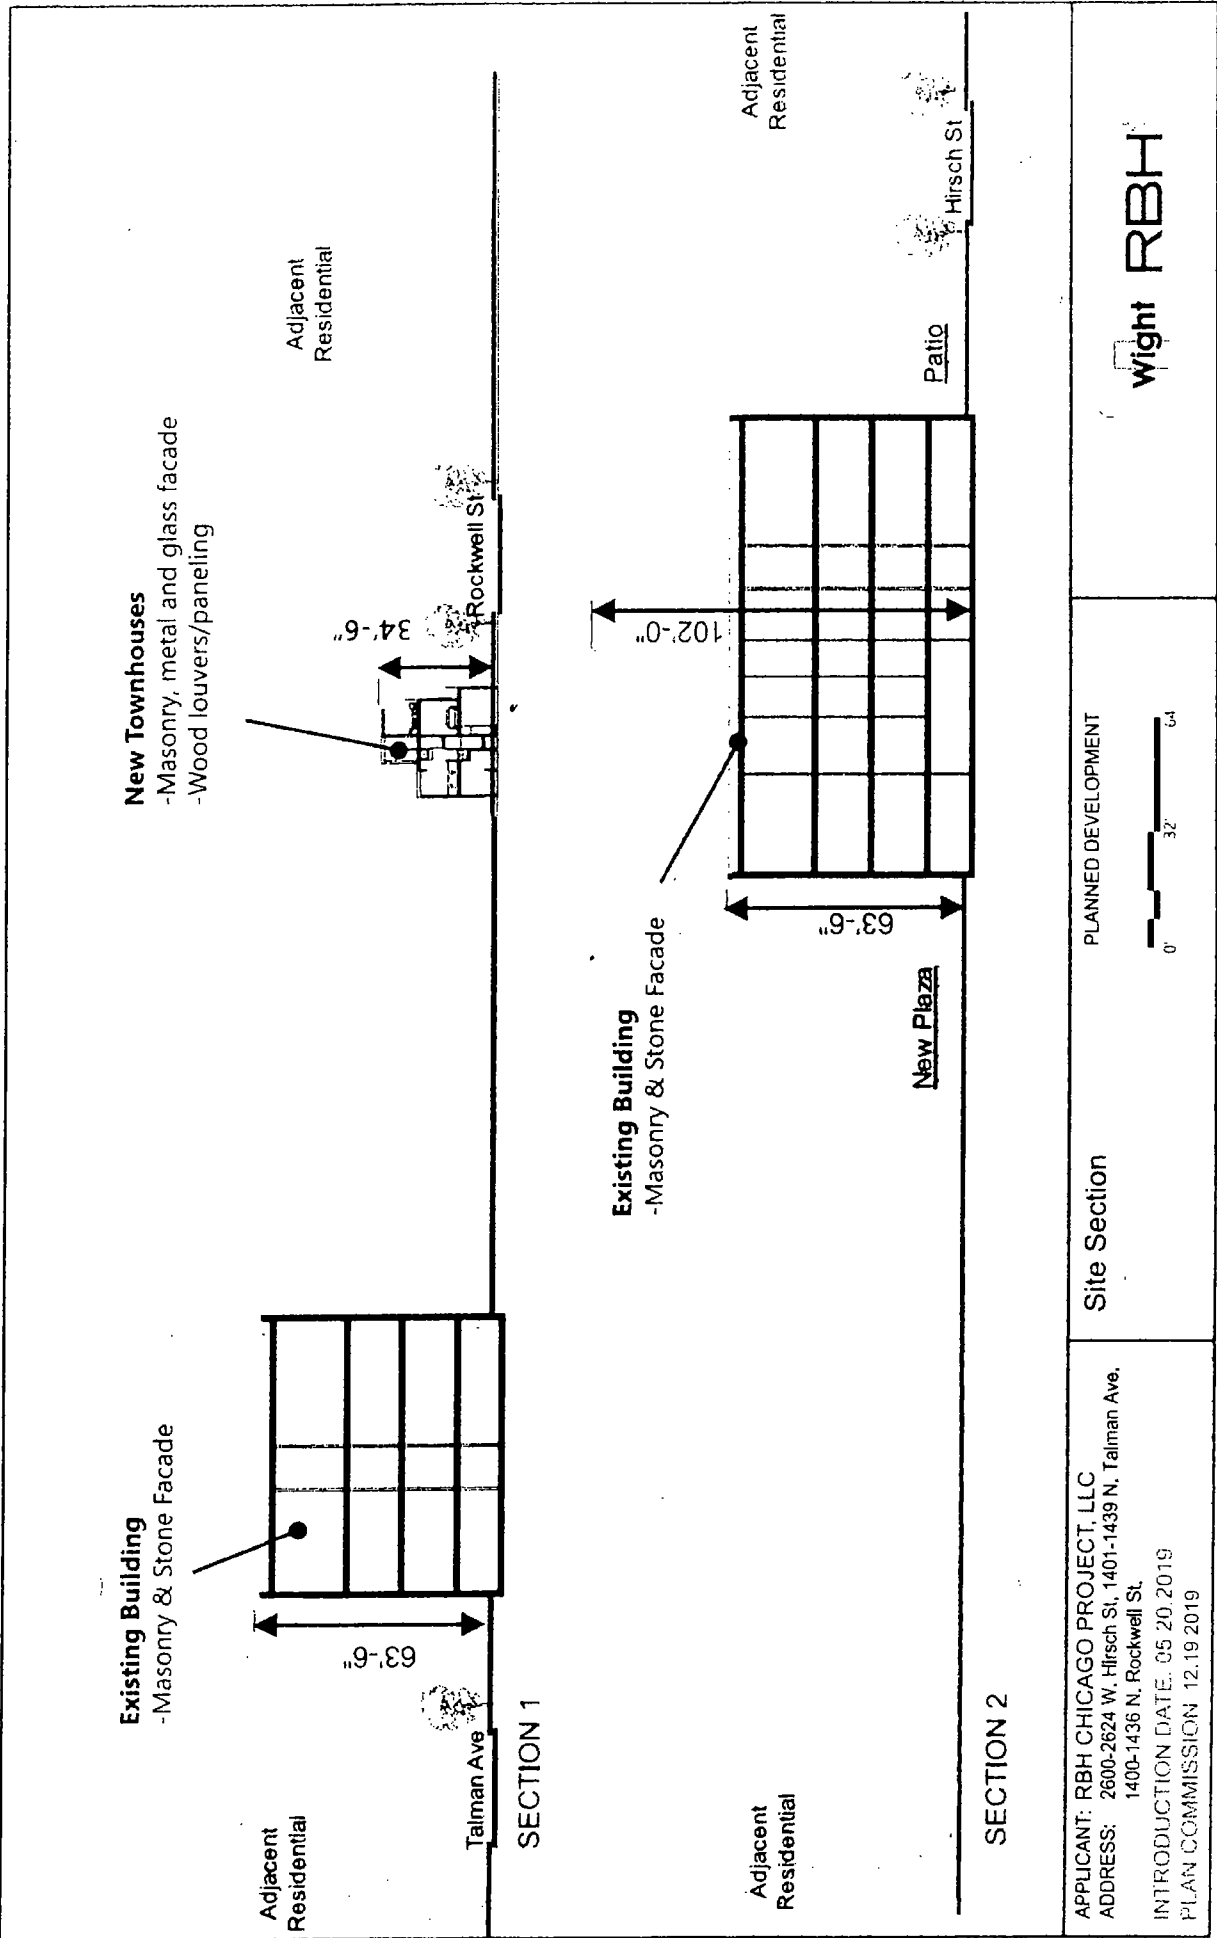 Existing Building
-Masonry & Stone Facade
New Townhouses
-Masonry, metal and glass facade
-Wood louvers/paneling
Adjacent
Residential
Adjacent
Residential
63'-6"
34'-6"
Talman Ave
Rockwell St
SECTION 1
Existing Building
-Masonry & Stone Facade
Adjacent
Residential
Adjacent
Residential
63'-6"
102'-0"
New Plaza
Patio
Hirsch St
SECTION 2
APPLICANT: RBH CHICAGO PROJECT, LLC
ADDRESS: 2600-2624 W. Hirsch St, 1401-1439 N. Talman Ave.
1400-1436 N. Rockwell St.
INTRODUCTION DATE. 05 20.2019
PLAN COMMISSION 12.19 2019
Site Section
PLANNED DEVELOPMENT
0' 32' 64
Wight RBH